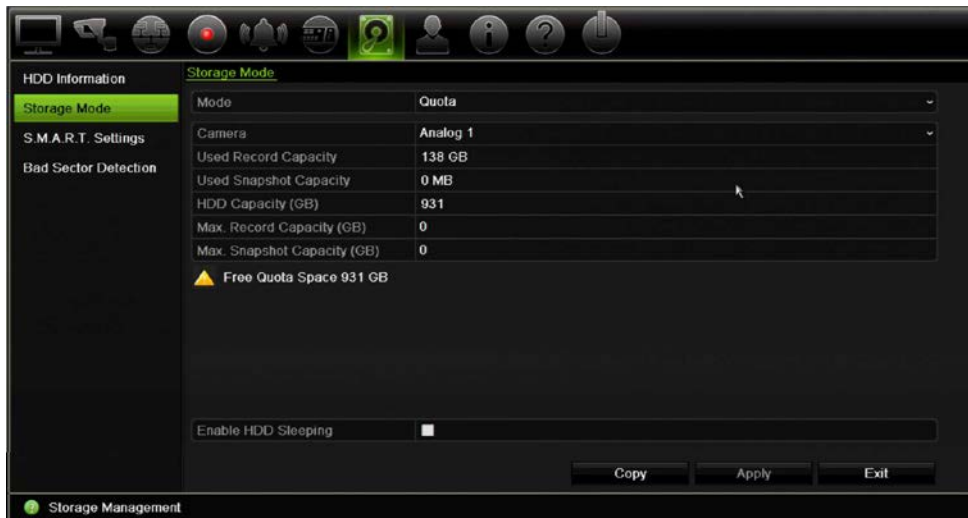 HDD Information
Storage Mode
S.M.A.R.T. Settings
Bad Sector Detection
Storage Mode
Mode Quota
Camera Analog 1
Used Record Capacity 138 GB
Used Snapshot Capacity 0 MB
HDD Capacity (GB) 931
Max. Record Capacity (GB) 0
Max. Snapshot Capacity (GB) 0
Free Quota Space 931 GB
Enable HDD Sleeping
Copy Apply Exit
Storage Management